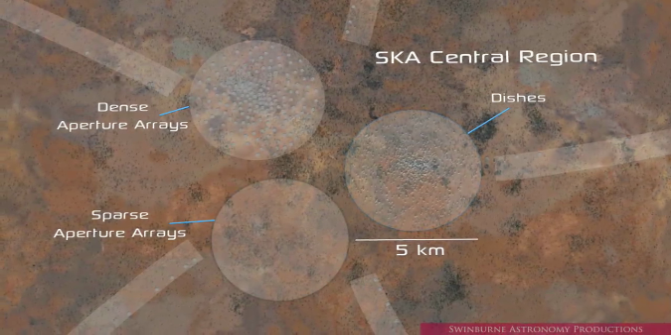 SKA Central Region
Dishes
Dense
Aperture Arrays
Sparse
Aperture Arrays
5 km
Swinburne Astronomy Productions